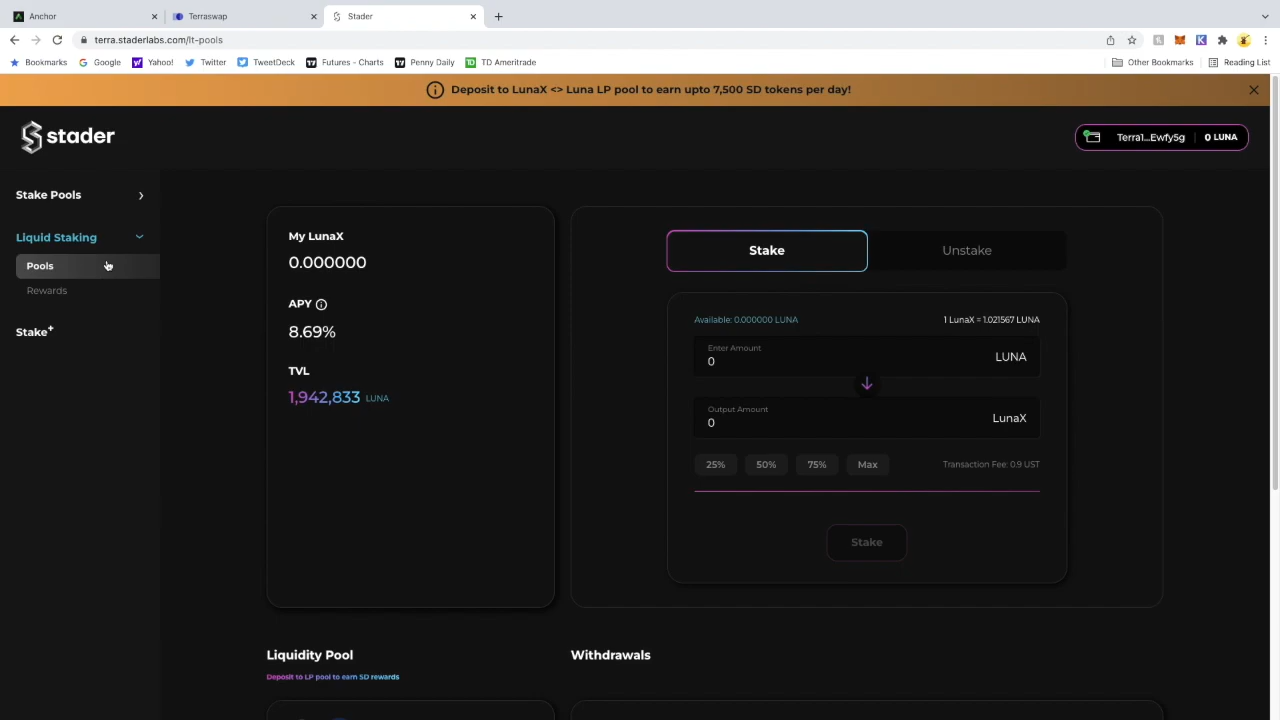 Anchor
Terraswap
Stader
terra.staderlabs.com/lt-pools
Bookmarks
Google
Yahoo!
Twitter
TweetDeck
Futures - Charts
Penny Daily
TD Ameritrade
Other Bookmarks
Reading List
Deposit to LunaX <> Luna LP pool to earn upto 7,500 SD tokens per day!
stader
Terra1...Ewfy5g
0 LUNA
Stake Pools
Liquid Staking
Pools
Rewards
Stake+
My LunaX
0.000000
APY
8.69%
TVL
1,942,833 LUNA
Stake
Unstake
Available: 0.000000 LUNA
1 LunaX = 1.021567 LUNA
Enter Amount
0
LUNA
Output Amount
0
LunaX
25%
50%
75%
Max
Transaction Fee: 0.9 UST
Stake
Liquidity Pool
Deposit to LP pool to earn SD rewards
Withdrawals